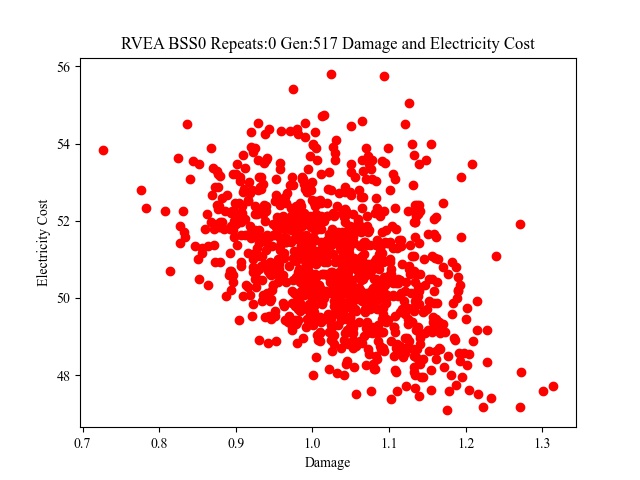 RVEA BSS0 Repeats:0 Gen:517 Damage and Electricity Cost
56
54
52
50
48
Electricity Cost
0.7 0.8 0.9 1.0 1.1 1.2 1.3
Damage